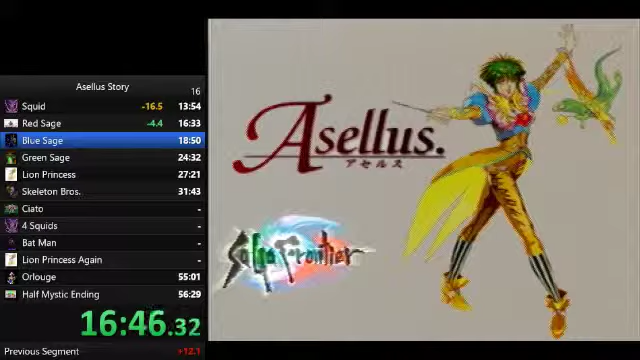 Asellus Story
16
Squid -16.5 13:54
Red Sage -4.4 16:33
Blue Sage 18:50
Green Sage 24:32
Lion Princess 27:21
Skeleton Bros. 31:43
Ciato -
4 Squids -
Bat Man -
Lion Princess Again -
Orlouge 55:01
Half Mystic Ending 56:29
16:46.32
Previous Segment +12.1
Asellus.
アセルス
SaGa Frontier